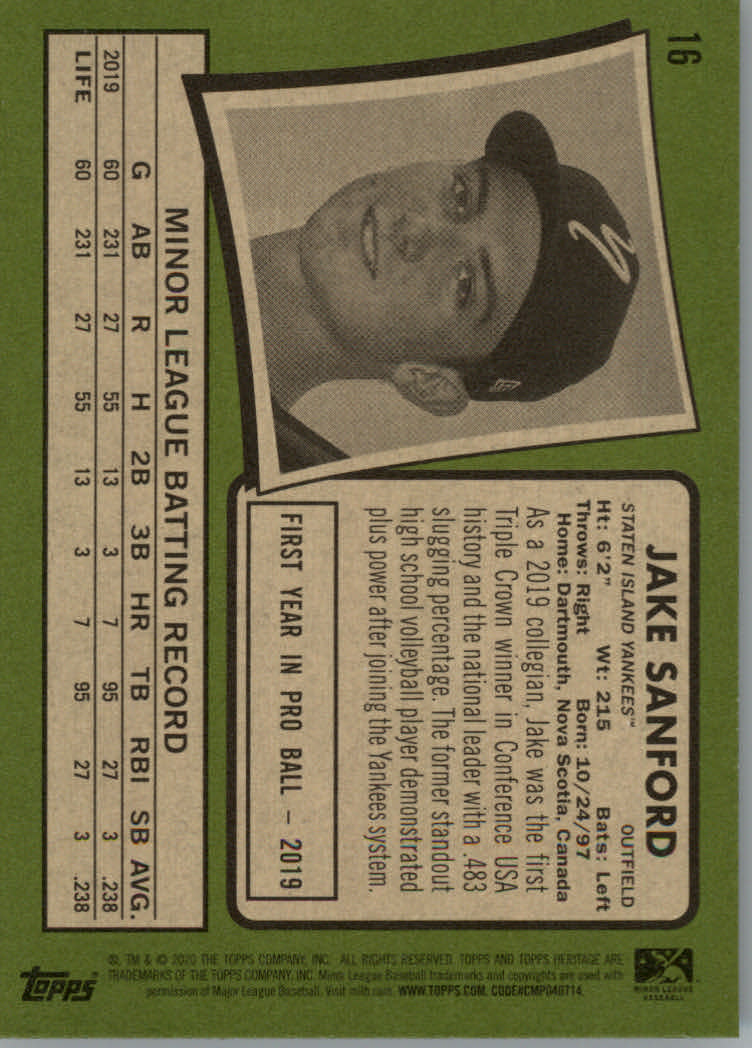 16
JAKE SANFORD
STATEN ISLAND YANKEES™ OUTFIELD
Ht: 6'2" Wt: 215 Bats: Left
Throws: Right Born: 10/24/97
Home: Dartmouth, Nova Scotia, Canada
As a 2019 collegian, Jake was the first
Triple Crown winner in Conference USA
history and the national leader with a .483
slugging percentage. The former standout
high school volleyball player demonstrated
plus power after joining the Yankees system.
FIRST YEAR IN PRO BALL – 2019
MINOR LEAGUE BATTING RECORD
G AB R H 2B 3B HR TB RBI SB AVG.
2019 60 231 27 55 13 3 7 95 27 3 ..238
LIFE 60 231 27 55 13 3 7 95 27 3 ..238
®, TM & © 2020 THE TOPPS COMPANY, INC. ALL RIGHTS RESERVED. TOPPS AND TOPPS HERITAGE ARE
TRADEMARKS OF THE TOPPS COMPANY, INC. Minor League Baseball trademarks and copyrights are used with
permission of Major League Baseball. Visit milb.com. WWW.TOPPS.COM. CODE#CMP040714.
MINOR LEAGUE
BASEBALL
topps